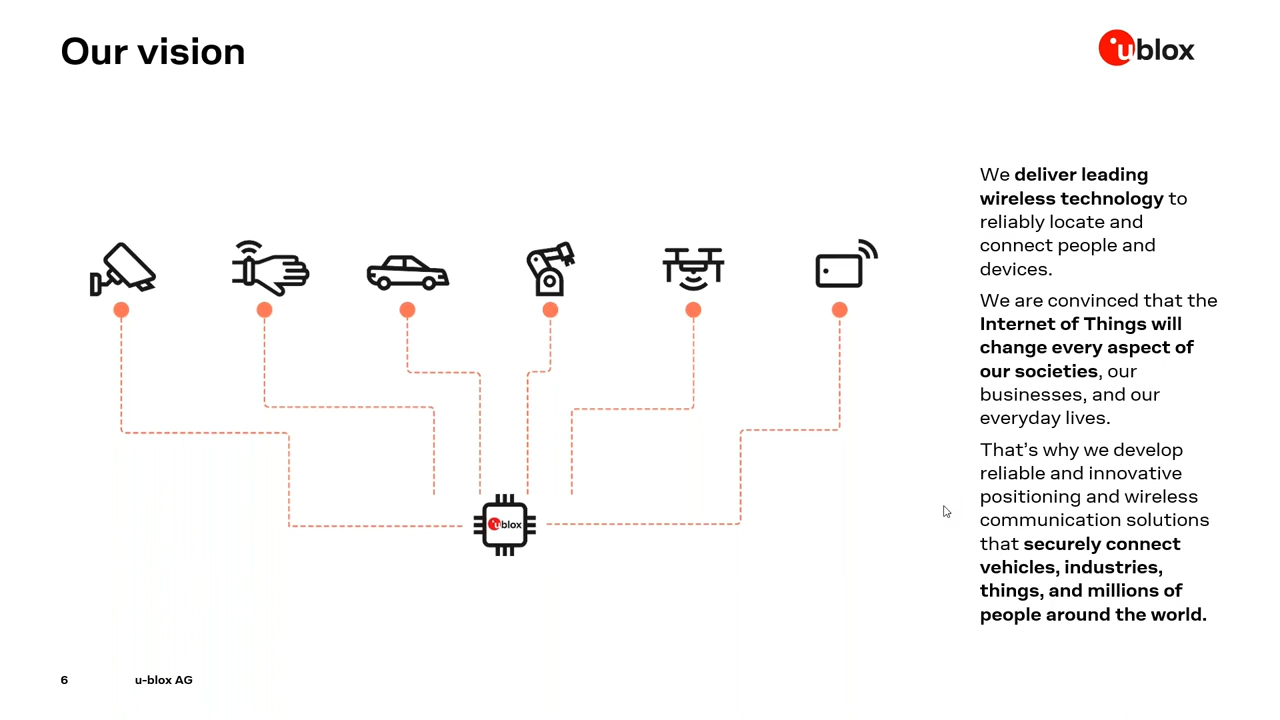 Our vision
ublox
We deliver leading
wireless technology to
reliably locate and
connect people and
devices.
We are convinced that the
Internet of Things will
change every aspect of
our societies, our
businesses, and our
everyday lives.
That's why we develop
reliable and innovative
positioning and wireless
communication solutions
that securely connect
vehicles, industries,
things, and millions of
people around the world.
ublox
6 u-blox AG